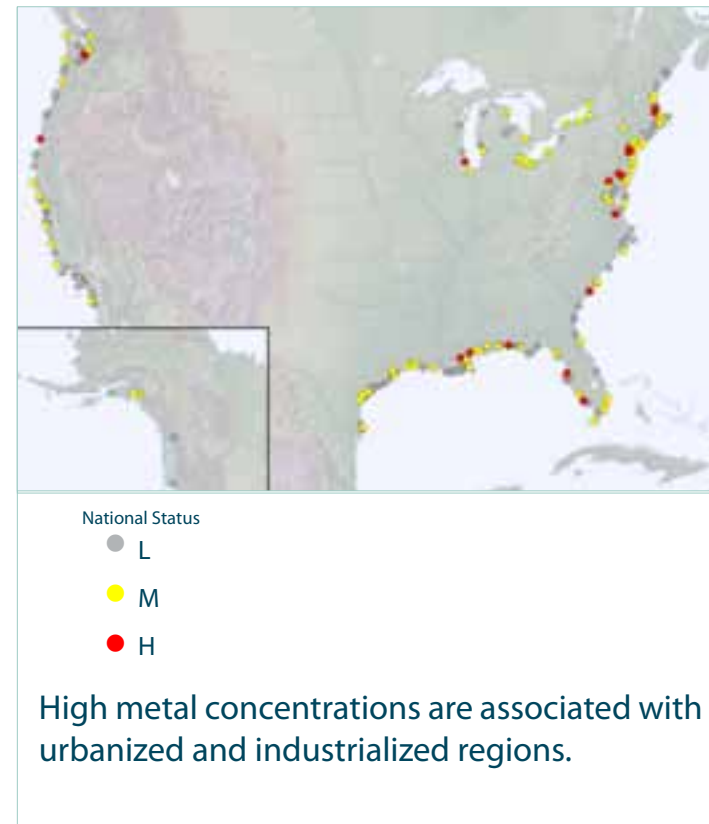 National Status
L
M
H
High metal concentrations are associated with
urbanized and industrialized regions.